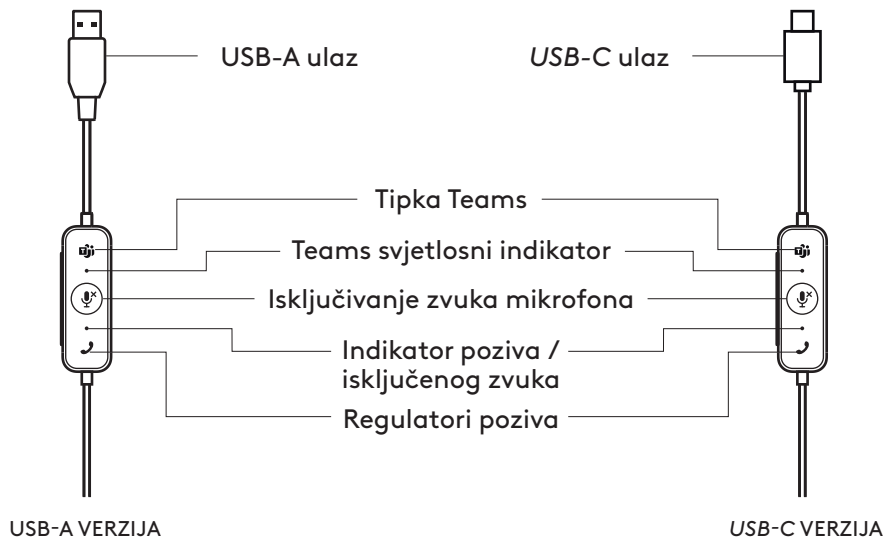 USB-A ulaz
USB-C ulaz
Tipka Teams
Teams svjetlosni indikator
Isključivanje zvuka mikrofona
Indikator poziva /
isključenog zvuka
Regulatori poziva
USB-A VERZIJA
USB-C VERZIJA